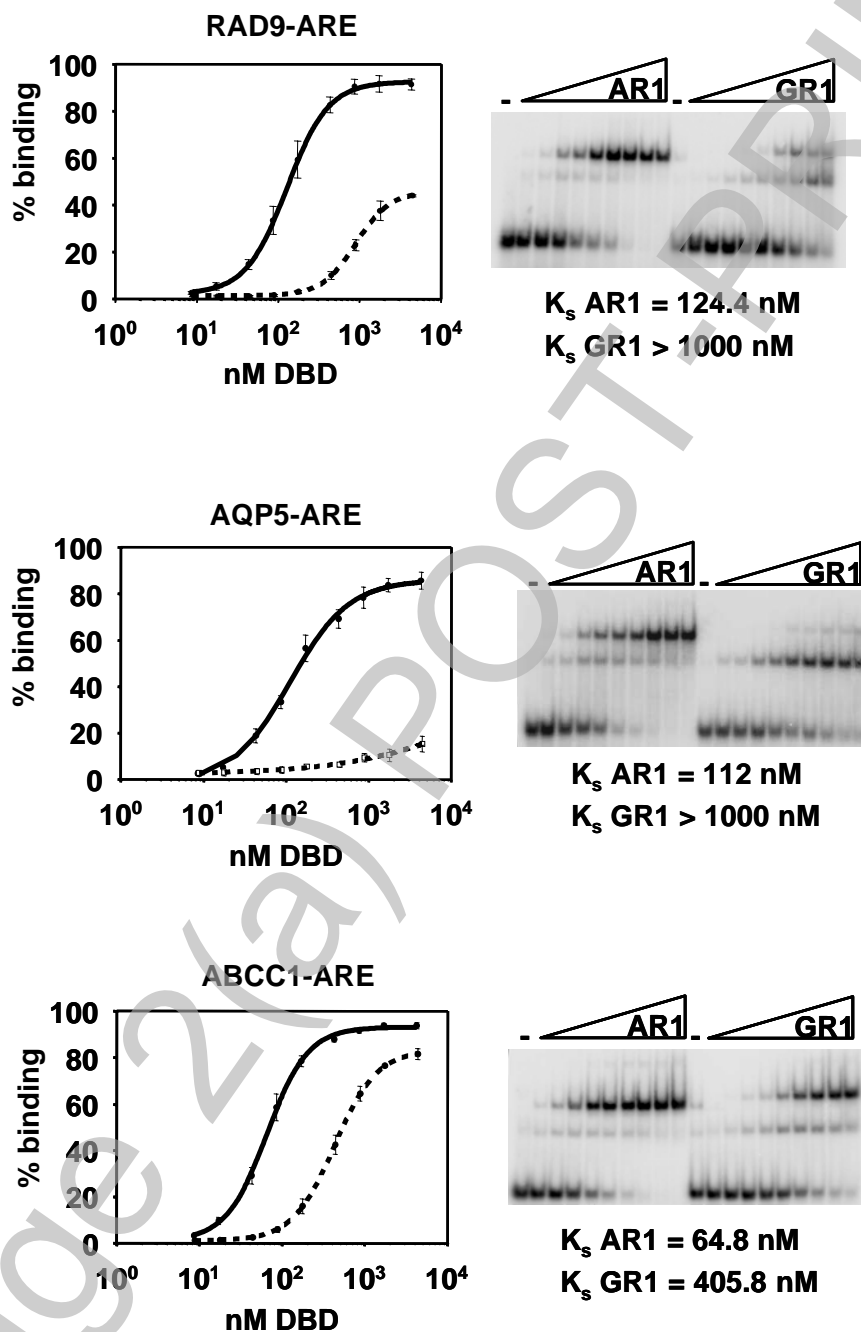 RAD9-ARE
100
80
60
40
20
0
% binding
10⁰ 10¹ 10² 10³ 10⁴
nM DBD
- AR1 - GR1
Kₛ AR1 = 124.4 nM
Kₛ GR1 > 1000 nM
AQP5-ARE
100
80
60
40
20
0
% binding
10⁰ 10¹ 10² 10³ 10⁴
nM DBD
- AR1 - GR1
Kₛ AR1 = 112 nM
Kₛ GR1 > 1000 nM
ABCC1-ARE
100
80
60
40
20
0
% binding
10⁰ 10¹ 10² 10³ 10⁴
nM DBD
- AR1 - GR1
Kₛ AR1 = 64.8 nM
Kₛ GR1 = 405.8 nM
2(a) POST-